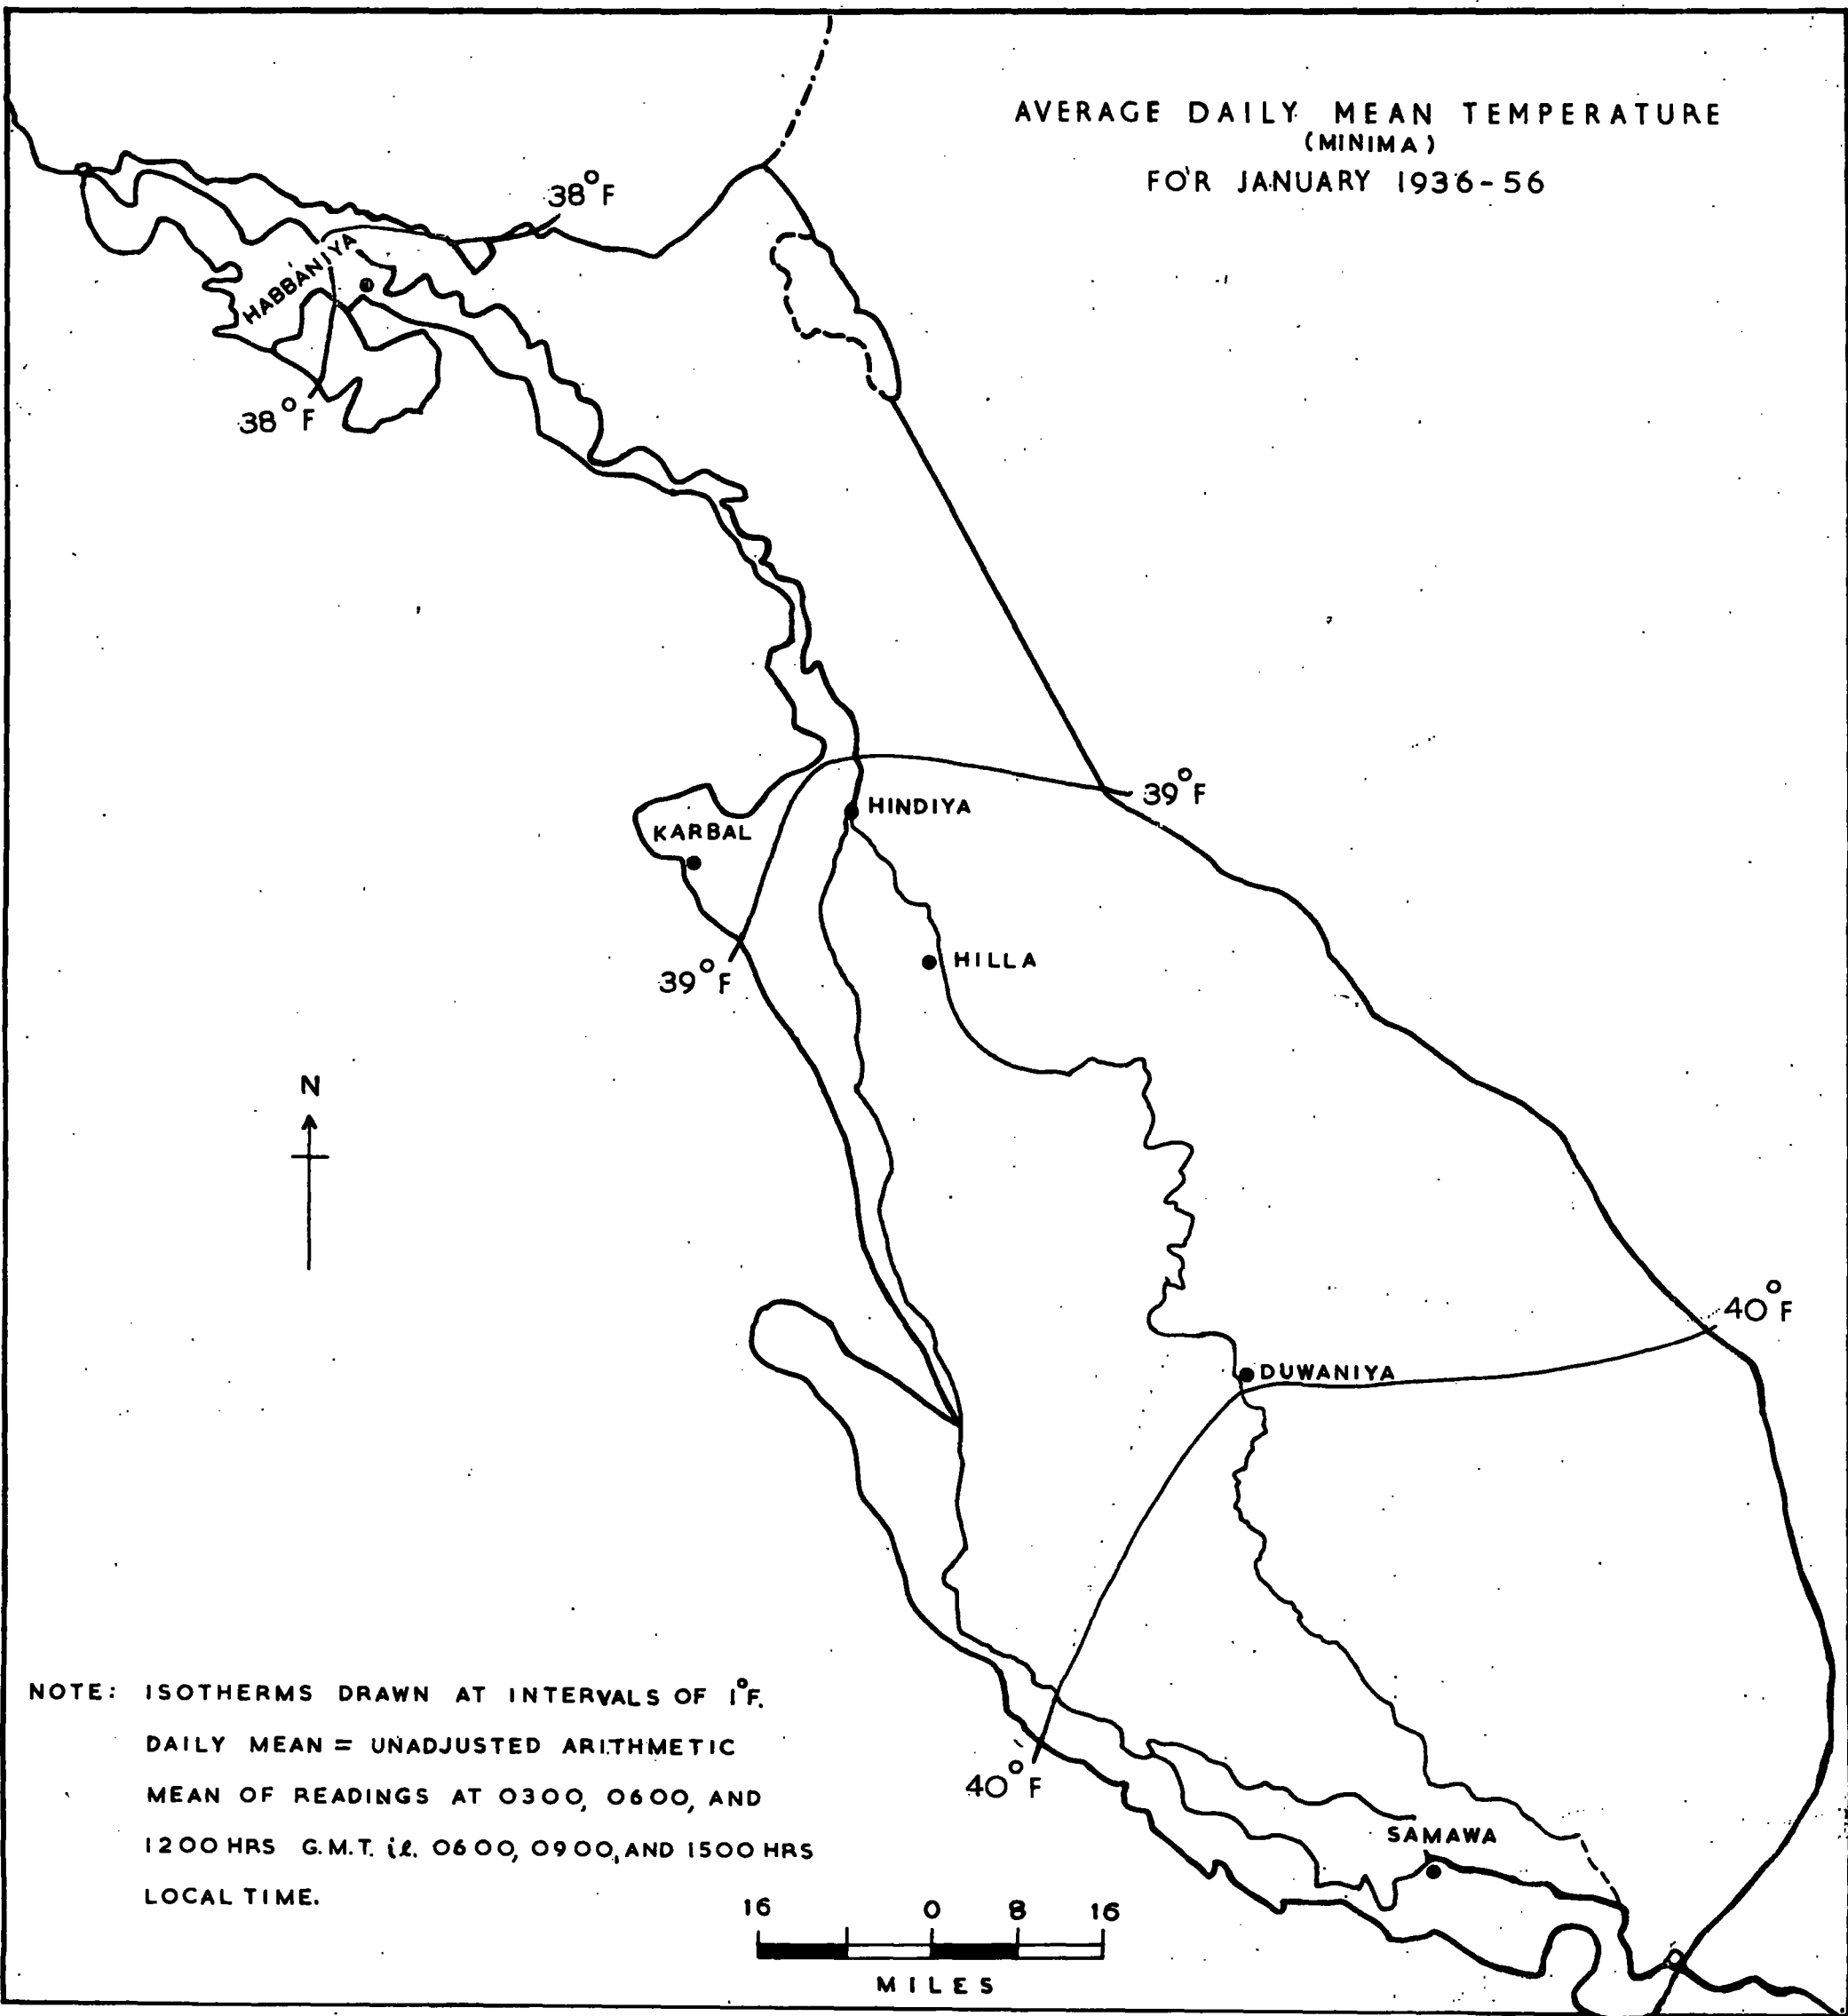 AVERAGE DAILY MEAN TEMPERATURE
(MINIMA)
FOR JANUARY 1936-56
38°F
HABBANIYA
38°F
39°F
HINDIYA
KARBAL
HILLA
39°F
N
40°F
DUWANIYA
40°F
SAMAWA
NOTE: ISOTHERMS DRAWN AT INTERVALS OF 1°F.
DAILY MEAN = UNADJUSTED ARITHMETIC
MEAN OF READINGS AT 0300, 0600, AND
1200 HRS G.M.T. ie. 0600, 0900, AND 1500 HRS
LOCAL TIME.
16 0 8 16
MILES